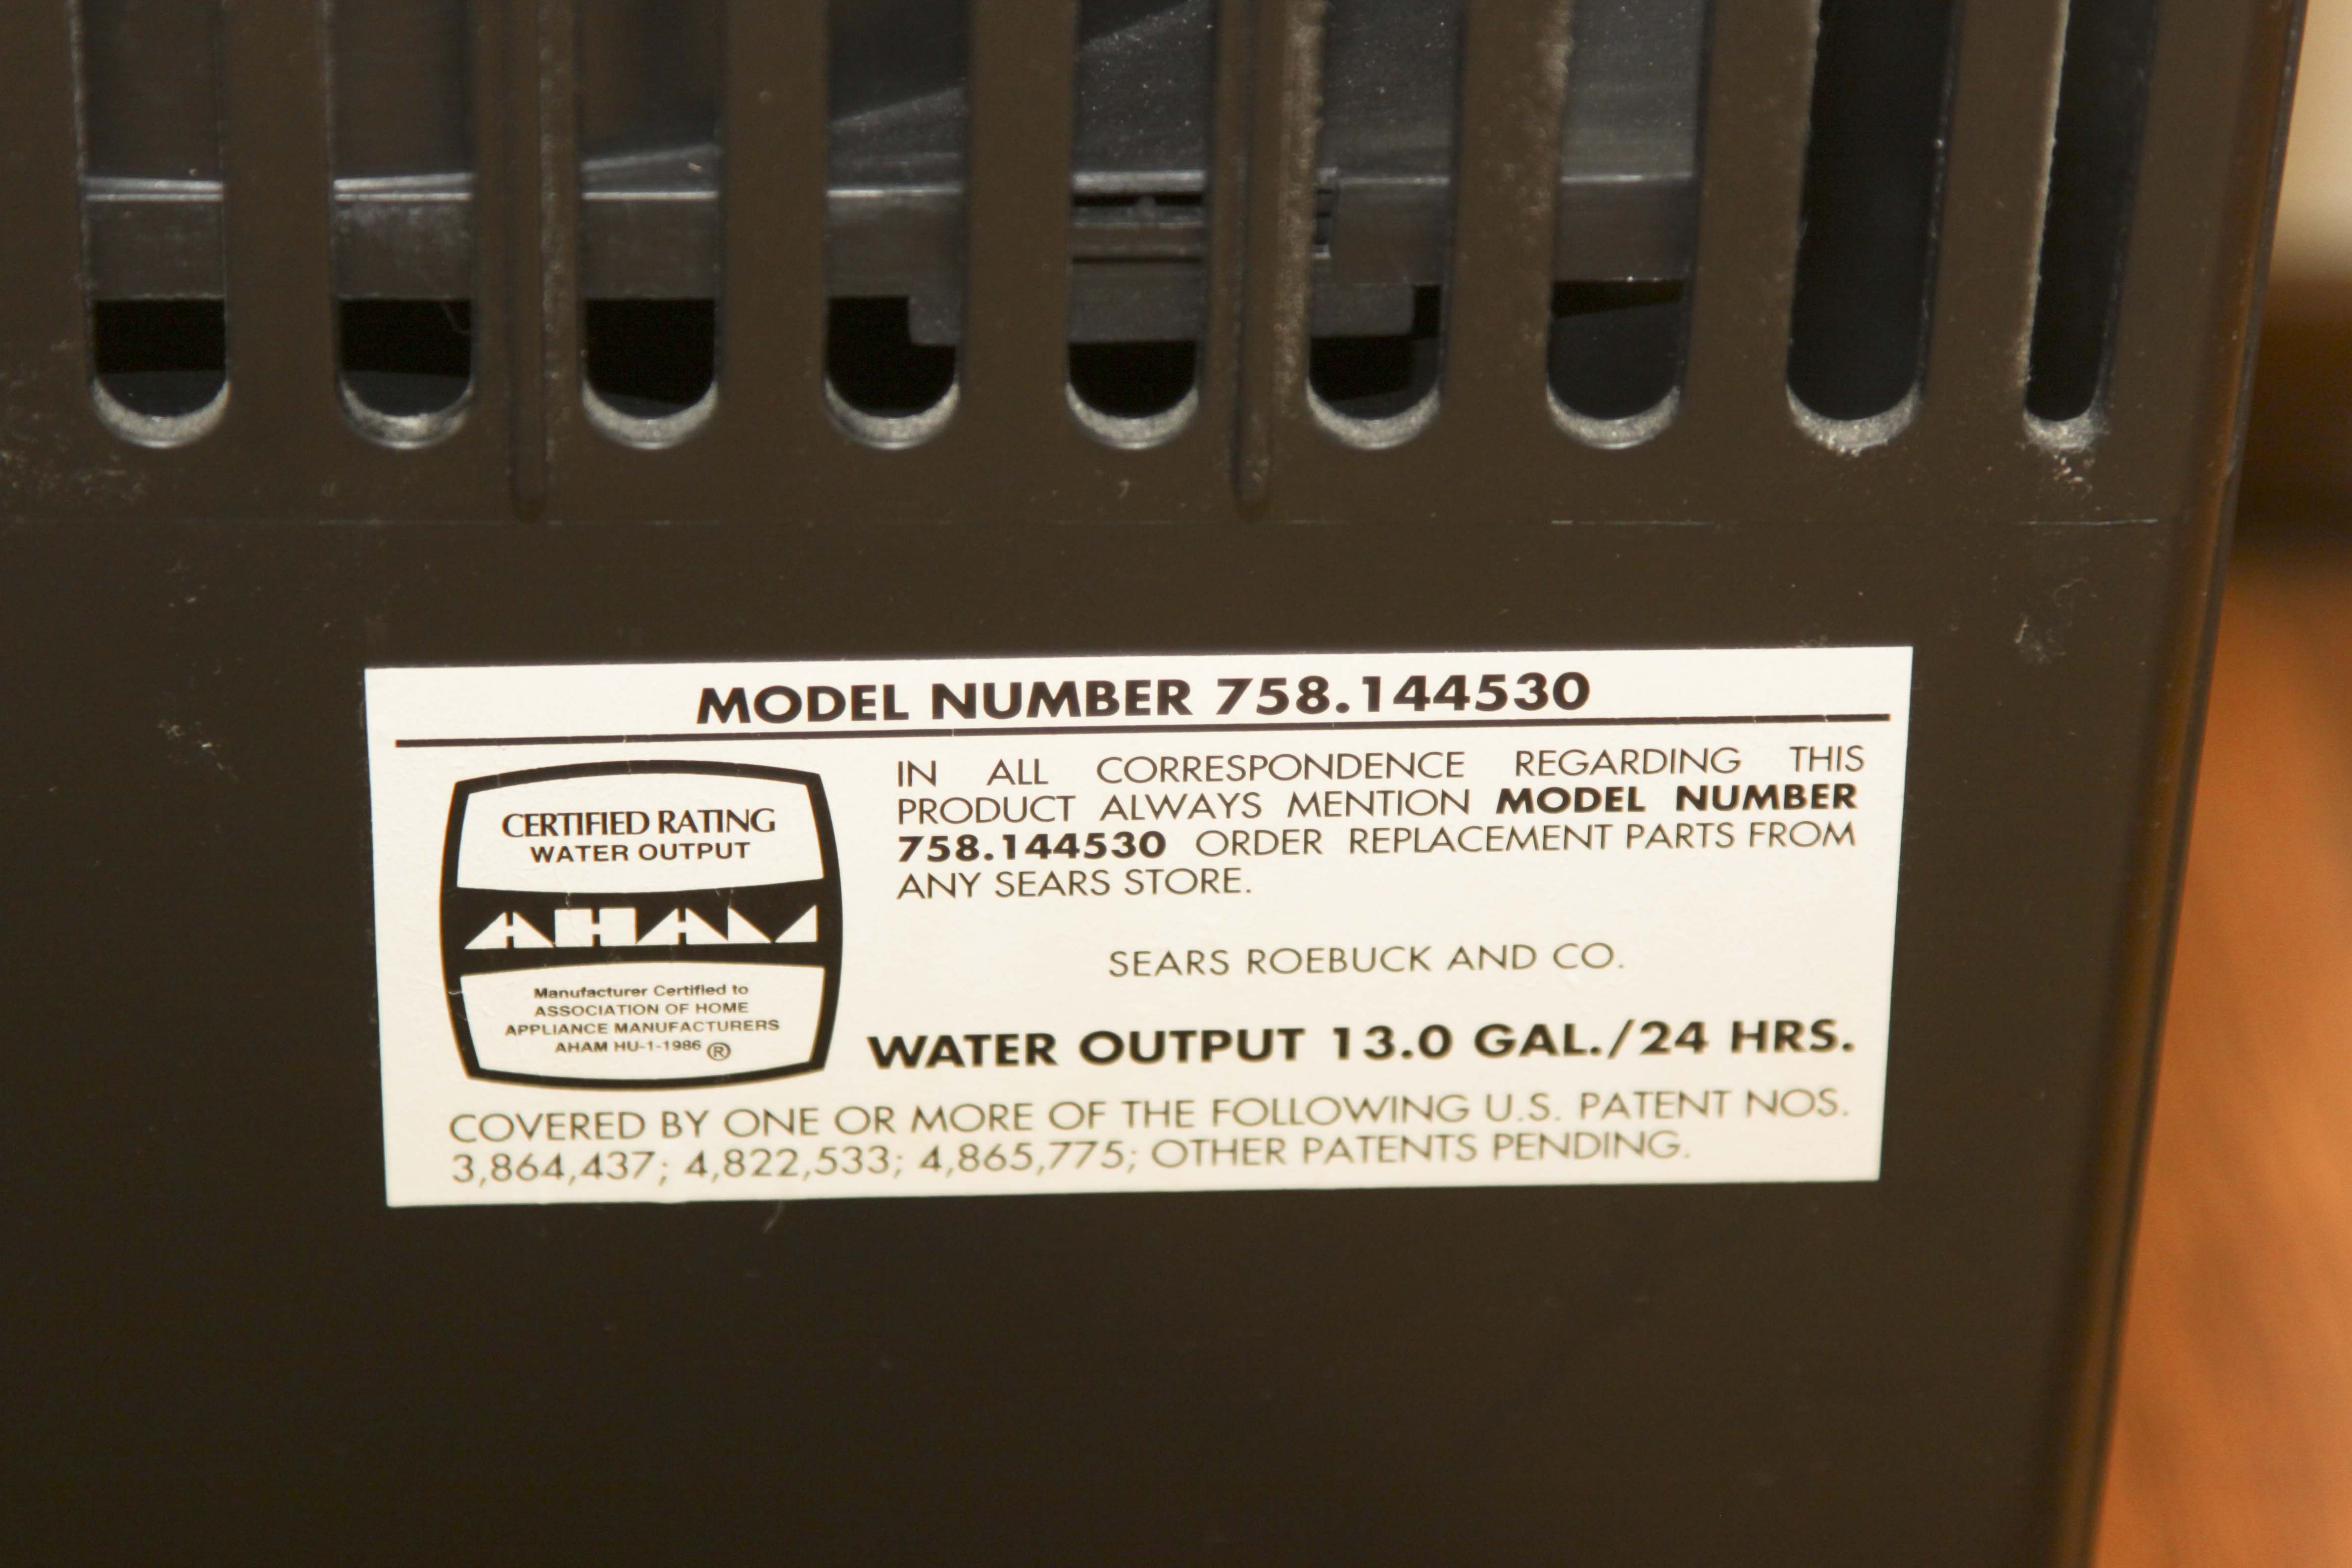 MODEL NUMBER 758.144530
CERTIFIED RATING
WATER OUTPUT
AHAM
Manufacturer Certified to
ASSOCIATION OF HOME
APPLIANCE MANUFACTURERS
AHAM HU-1-1986 ®
IN ALL CORRESPONDENCE REGARDING THIS
PRODUCT ALWAYS MENTION MODEL NUMBER
758.144530 ORDER REPLACEMENT PARTS FROM
ANY SEARS STORE.
SEARS ROEBUCK AND CO.
WATER OUTPUT 13.0 GAL./24 HRS.
COVERED BY ONE OR MORE OF THE FOLLOWING U.S. PATENT NOS.
3,864,437; 4,822,533; 4,865,775; OTHER PATENTS PENDING.